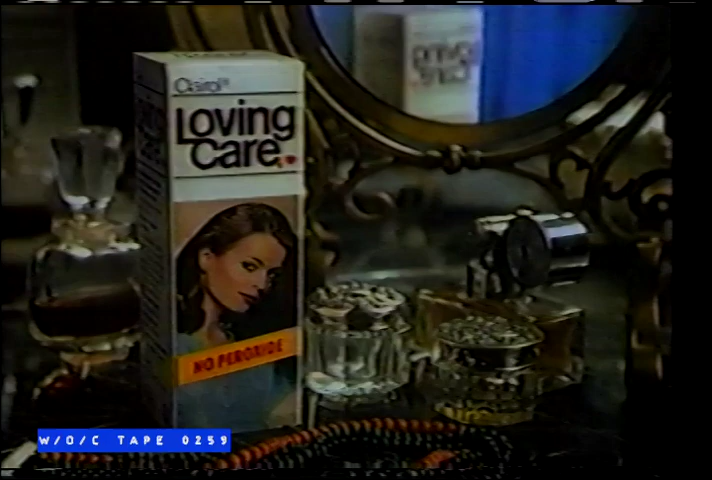 Clairol®
Loving
Care
NO PEROXIDE
W/O/C TAPE 0259